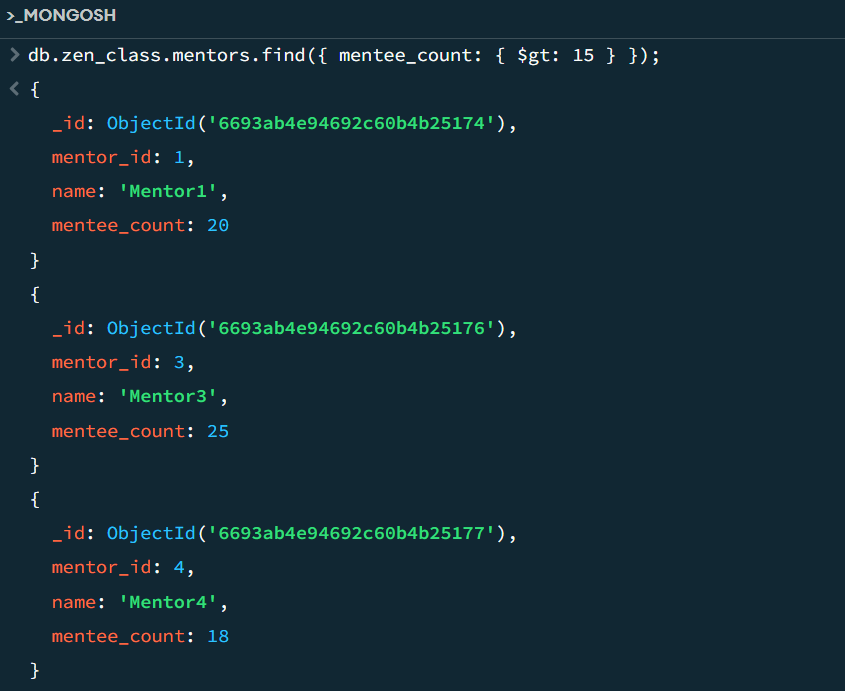 >_MONGOSH
> db.zen_class.mentors.find({ mentee_count: { $gt: 15 } });
< {
_id: ObjectId('6693ab4e94692c60b4b25174'),
mentor_id: 1,
name: 'Mentor1',
mentee_count: 20
}
{
_id: ObjectId('6693ab4e94692c60b4b25176'),
mentor_id: 3,
name: 'Mentor3',
mentee_count: 25
}
{
_id: ObjectId('6693ab4e94692c60b4b25177'),
mentor_id: 4,
name: 'Mentor4',
mentee_count: 18
}